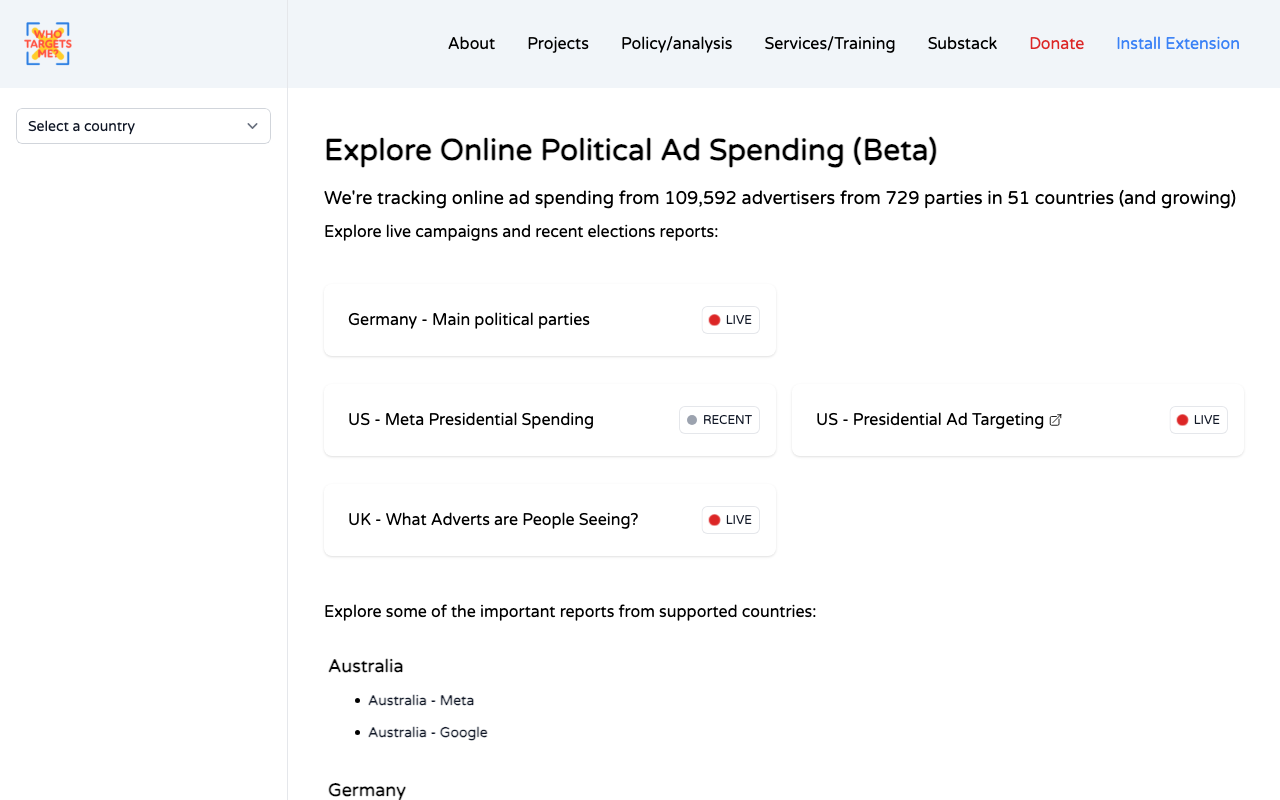 WHO
TARGETS
ME?
About
Projects
Policy/analysis
Services/Training
Substack
Donate
Install Extension
Select a country
Explore Online Political Ad Spending (Beta)
We're tracking online ad spending from 109,592 advertisers from 729 parties in 51 countries (and growing)
Explore live campaigns and recent elections reports:
Germany - Main political parties
LIVE
US - Meta Presidential Spending
RECENT
US - Presidential Ad Targeting
LIVE
UK - What Adverts are People Seeing?
LIVE
Explore some of the important reports from supported countries:
Australia
Australia - Meta
Australia - Google
Germany